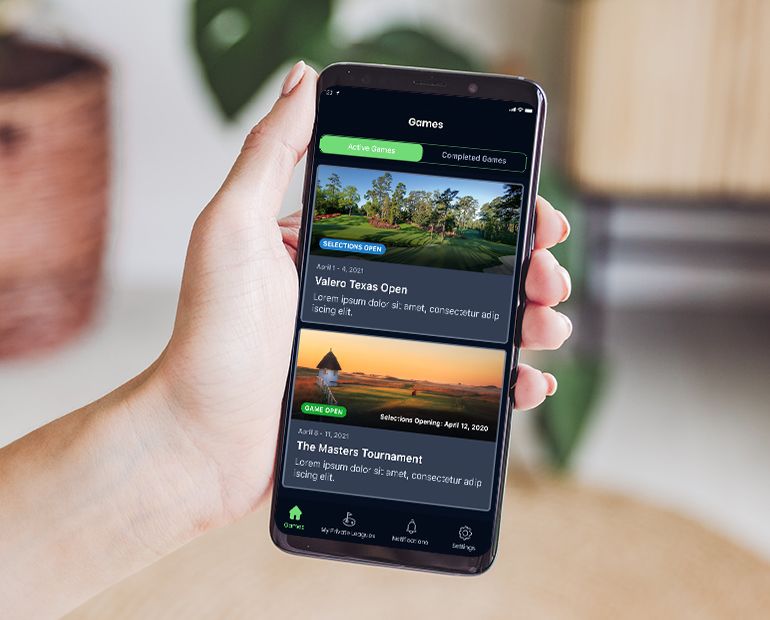 Games
Active Games
Completed Games
SELECTIONS OPEN
April 1 - 4, 2021
Valero Texas Open
Lorem ipsum dolor sit amet, consectetur adip
iscing elit.
GAME OPEN
Selections Opening: April 12, 2020
April 8 - 11, 2021
The Masters Tournament
Lorem ipsum dolor sit amet, consectetur adip
iscing elit.
Games
My Private Leagues
Notifications
Settings